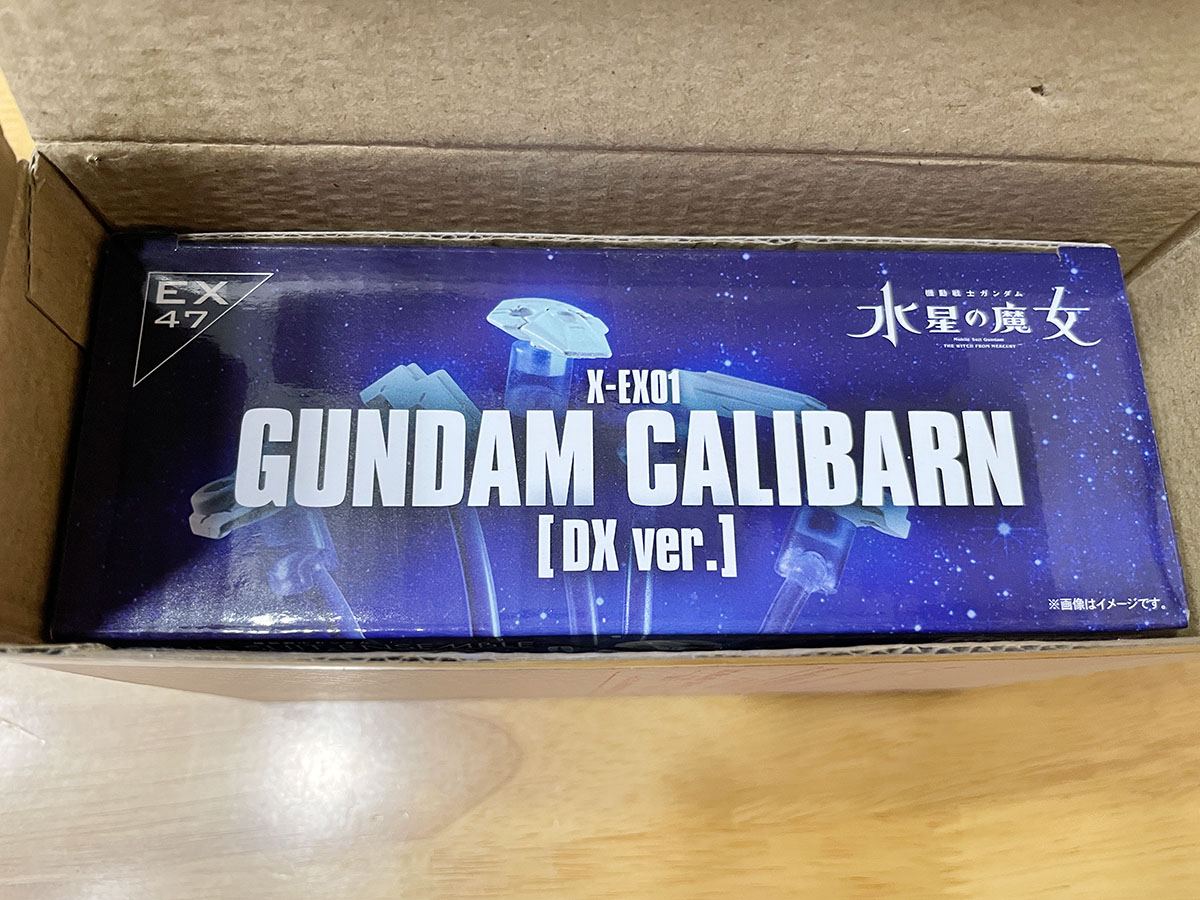 EX
47
機動戦士ガンダム
水星の魔女
Mobile Suit Gundam
THE WITCH FROM MERCURY
X-EX01
GUNDAM CALIBARN
[DX ver.]
※画像はイメージです。